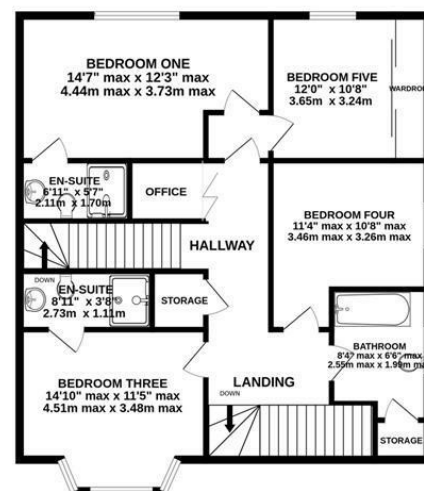 BEDROOM ONE
14'7" max x 12'3" max
4.44m max x 3.73m max
BEDROOM FIVE
12'0" x 10'8"
3.65m x 3.24m
WARDROBE
EN-SUITE
6'11" x 5'7"
2.11m x 1.70m
OFFICE
BEDROOM FOUR
11'4" max x 10'8" max
3.46m max x 3.26m max
HALLWAY
DOWN
EN-SUITE
8'11" x 3'8"
2.73m x 1.11m
STORAGE
BATHROOM
8'4" max x 6'6" max
2.55m max x 1.99m max
BEDROOM THREE
14'10" max x 11'5" max
4.51m max x 3.48m max
LANDING
DOWN
STORAGE